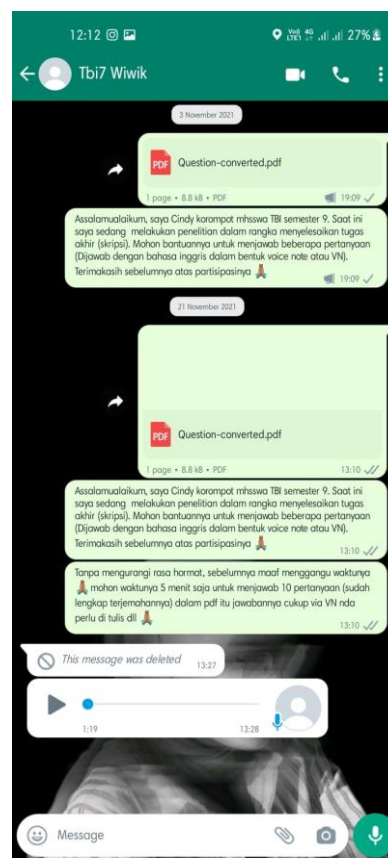 12:12 27%
Tbi7 Wiwik
3 November 2021
PDF Question-converted.pdf
1 page • 8.8 kB • PDF 19:09
Assalamualaikum, saya Cindy korompot mhsswa TBI semester 9. Saat ini
saya sedang melakukan penelitian dalam rangka menyelesaikan tugas
akhir (skripsi). Mohon bantuannya untuk menjawab beberapa pertanyaan
(Dijawab dengan bahasa inggris dalam bentuk voice note atau VN).
Terimakasih sebelumnya atas partisipasinya 🙏
19:09
21 November 2021
PDF Question-converted.pdf
1 page • 8.8 kB • PDF 13:10
Assalamualaikum, saya Cindy korompot mhsswa TBI semester 9. Saat ini
saya sedang melakukan penelitian dalam rangka menyelesaikan tugas
akhir (skripsi). Mohon bantuannya untuk menjawab beberapa pertanyaan
(Dijawab dengan bahasa inggris dalam bentuk voice note atau VN).
Terimakasih sebelumnya atas partisipasinya 🙏
13:10
Tanpa mengurangi rasa hormat, sebelumnya maaf menggangu waktunya
🙏 mohon waktunya 5 menit saja untuk menjawab 10 pertanyaan (sudah
lengkap terjemahannya) dalam pdf itu jawabannya cukup via VN nda
perlu di tulis dll 🙏
13:10
This message was deleted 13:27
1:19 13:28
Message